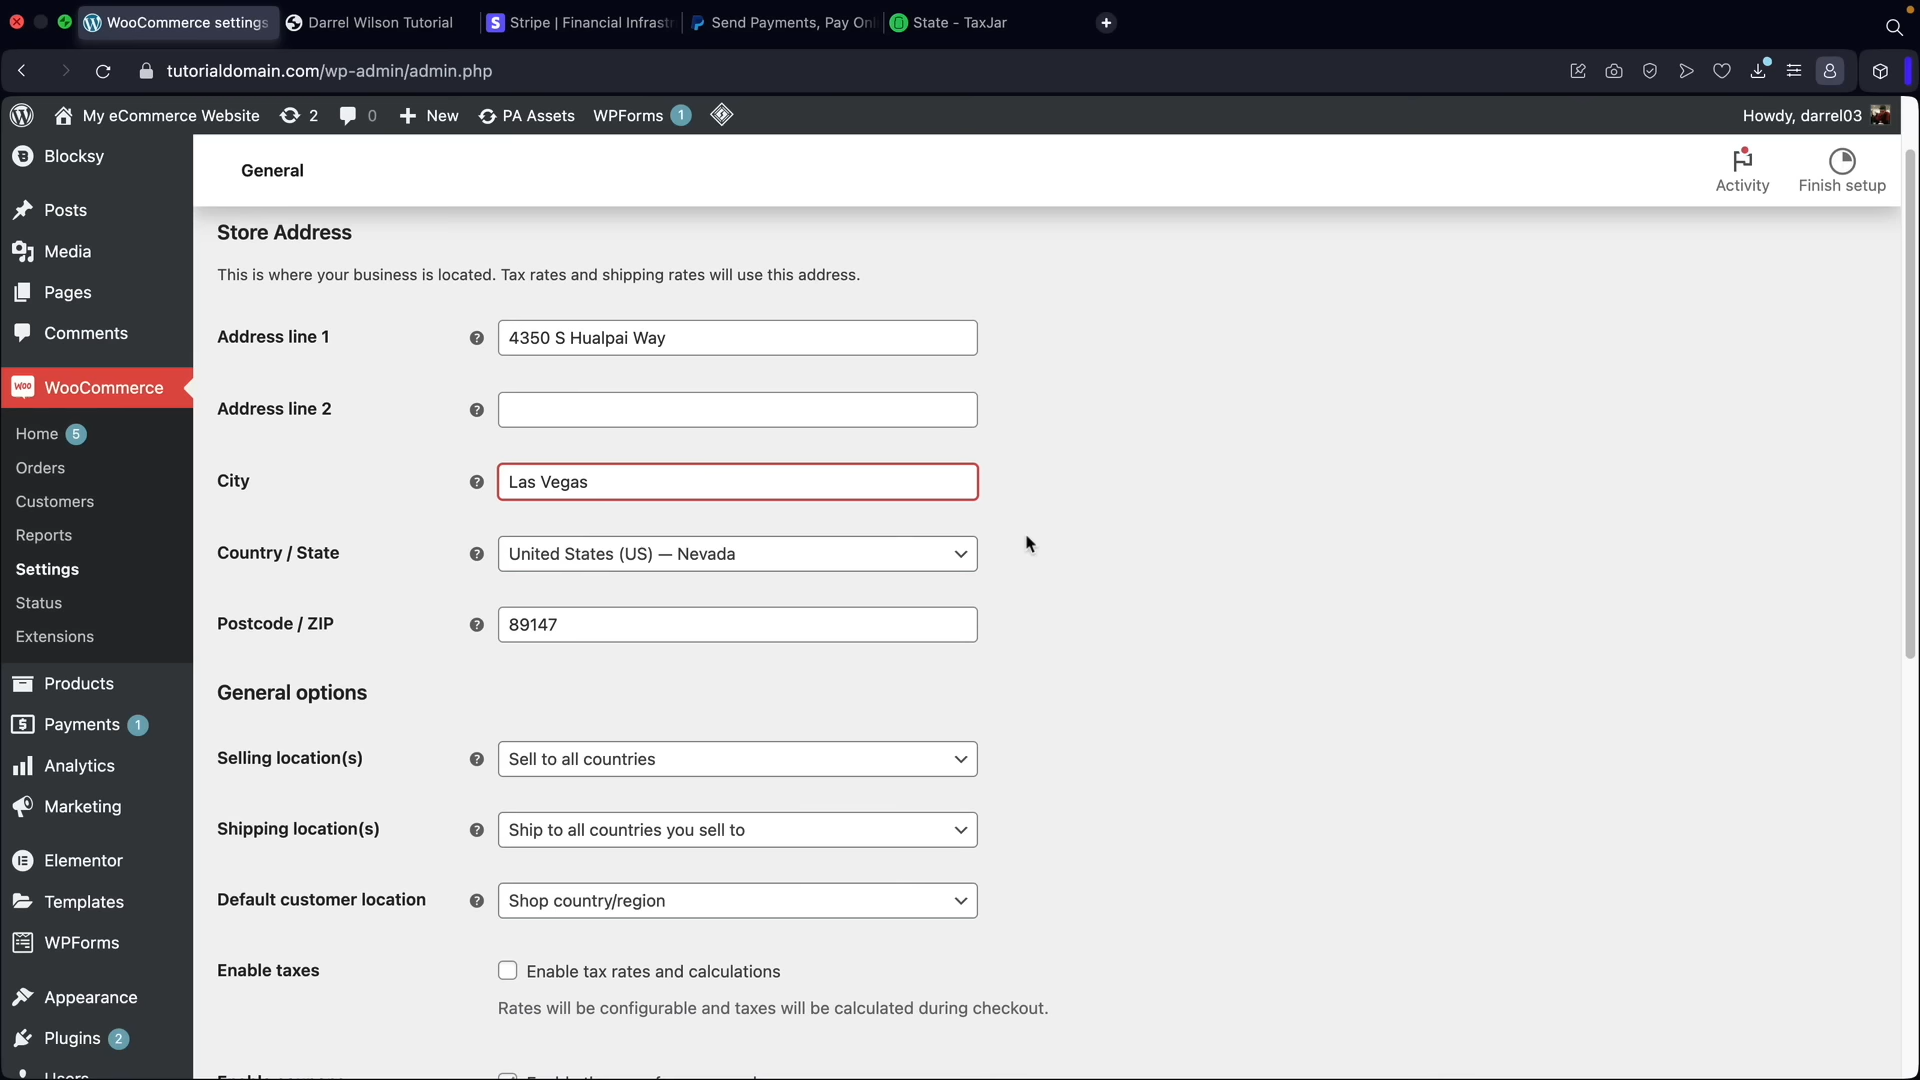 WooCommerce settings
Darrel Wilson Tutorial
Stripe | Financial Infrast
Send Payments, Pay Onl
State - TaxJar
tutorialdomain.com/wp-admin/admin.php
My eCommerce Website
2
0
New
PA Assets
WPForms 1
Howdy, darrel03
Blocksy
Posts
Media
Pages
Comments
WooCommerce
Home 5
Orders
Customers
Reports
Settings
Status
Extensions
Products
Payments 1
Analytics
Marketing
Elementor
Templates
WPForms
Appearance
Plugins 2
General
Activity
Finish setup
Store Address
This is where your business is located. Tax rates and shipping rates will use this address.
Address line 1
4350 S Hualpai Way
Address line 2
City
Las Vegas
Country / State
United States (US) — Nevada
Postcode / ZIP
89147
General options
Selling location(s)
Sell to all countries
Shipping location(s)
Ship to all countries you sell to
Default customer location
Shop country/region
Enable taxes
Enable tax rates and calculations
Rates will be configurable and taxes will be calculated during checkout.